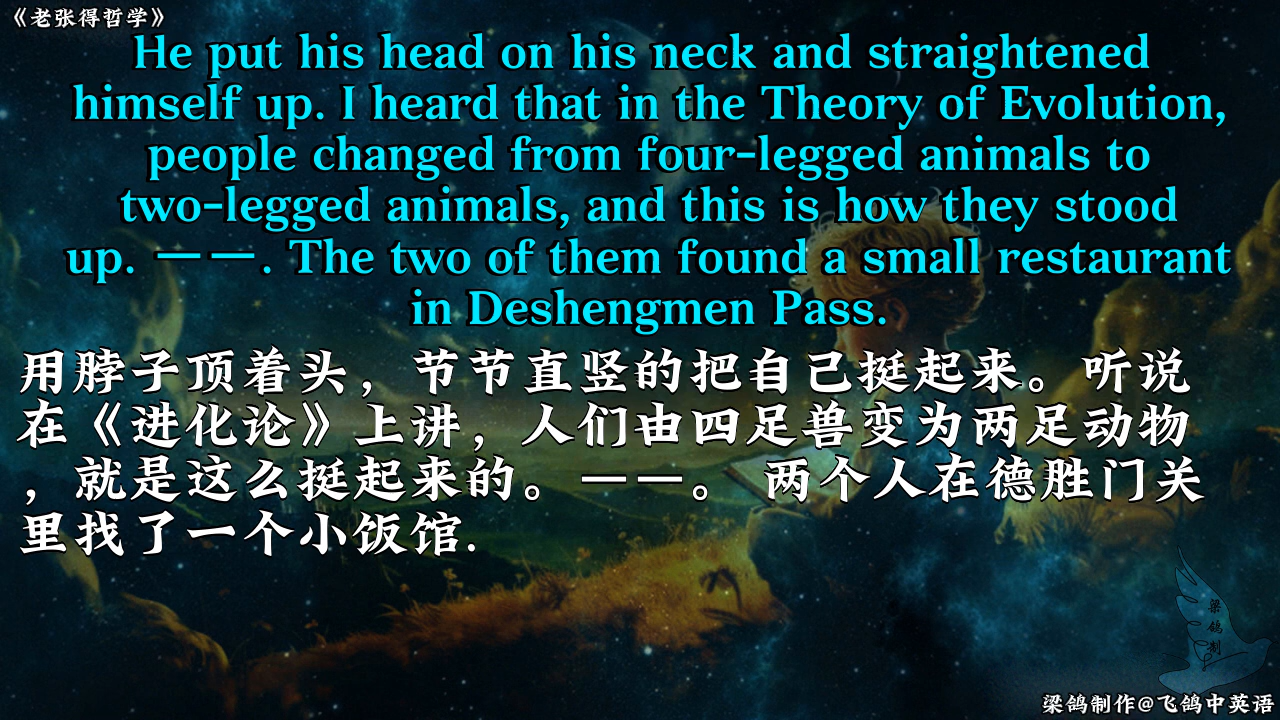 《老张得哲学》
He put his head on his neck and straightened
himself up. I heard that in the Theory of Evolution,
people changed from four-legged animals to
two-legged animals, and this is how they stood
up. ——. The two of them found a small restaurant
in Deshengmen Pass.
用脖子顶着头，节节直竖的把自己挺起来。听说
在《进化论》上讲，人们由四足兽变为两足动物
，就是这么挺起来的。——。 两个人在德胜门关
里找了一个小饭馆.
梁鸽制
梁鸽制作@飞鸽中英语